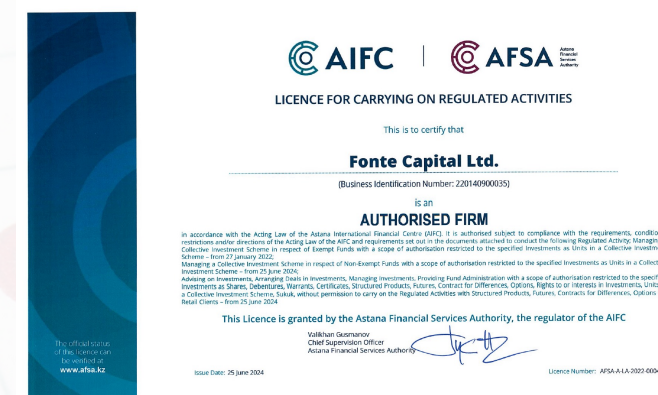 AIFC
AFSA
Astana
Financial
Services
Authority
LICENCE FOR CARRYING ON REGULATED ACTIVITIES
This is to certify that
Fonte Capital Ltd.
(Business Identification Number: 220140900035)
is an
AUTHORISED FIRM
in accordance with the Acting Law of the Astana International Financial Centre (AIFC). It is authorised subject to compliance with the requirements, conditio
restrictions and/or directions of the Acting Law of the AIFC and requirements set out in the documents attached to conduct the following Regulated Activity; Managin
Collective Investment Scheme in respect of Exempt Funds with a scope of authorisation restricted to the specified Investments as Units in a Collective Investm
Scheme – from 27 January 2022;
Managing a Collective Investment Scheme in respect of Non-Exempt Funds with a scope of authorisation restricted to the specified Investments as Units in a Collect
Investment Scheme – from 25 June 2024;
Advising on Investments, Arranging Deals in Investments, Managing Investments, Providing Fund Administration with a scope of authorisation restricted to the specif
Investments as Shares, Debentures, Warrants, Certificates, Structured Products, Futures, Contract for Differences, Options, Rights to or interests in Investments, Units
a Collective Investment Scheme, Sukuk, without permission to carry on the Regulated Activities with Structured Products, Futures, Contracts for Differences, Options
Retail Clients – from 25 June 2024
This Licence is granted by the Astana Financial Services Authority, the regulator of the AIFC
Valikhan Gusmanov
Chief Supervision Officer
Astana Financial Services Authority
The official status
of this licence can
be verified at
www.afsa.kz
Issue Date: 25 June 2024
Licence Number: AFSA-A-LA-2022-000